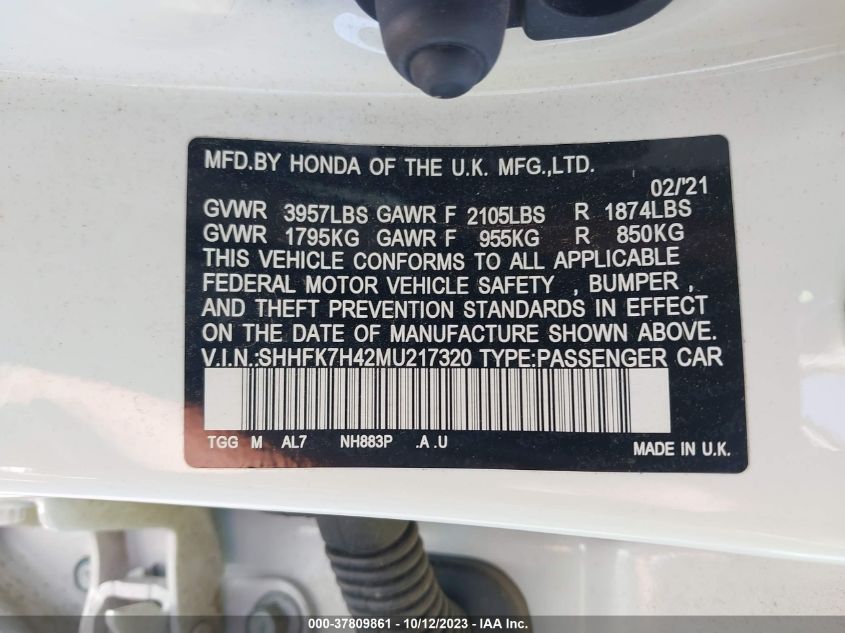 MFD.BY HONDA OF THE U.K. MFG.,LTD.
02/'21
GVWR 3957LBS GAWR F 2105LBS R 1874LBS
GVWR 1795KG GAWR F 955KG R 850KG
THIS VEHICLE CONFORMS TO ALL APPLICABLE
FEDERAL MOTOR VEHICLE SAFETY , BUMPER ,
AND THEFT PREVENTION STANDARDS IN EFFECT
ON THE DATE OF MANUFACTURE SHOWN ABOVE.
V.I.N.:SHHFK7H42MU217320 TYPE:PASSENGER CAR
TGG M AL7 NH883P .A .U
MADE IN U.K.
000-37809861 - 10/12/2023 - IAA Inc.